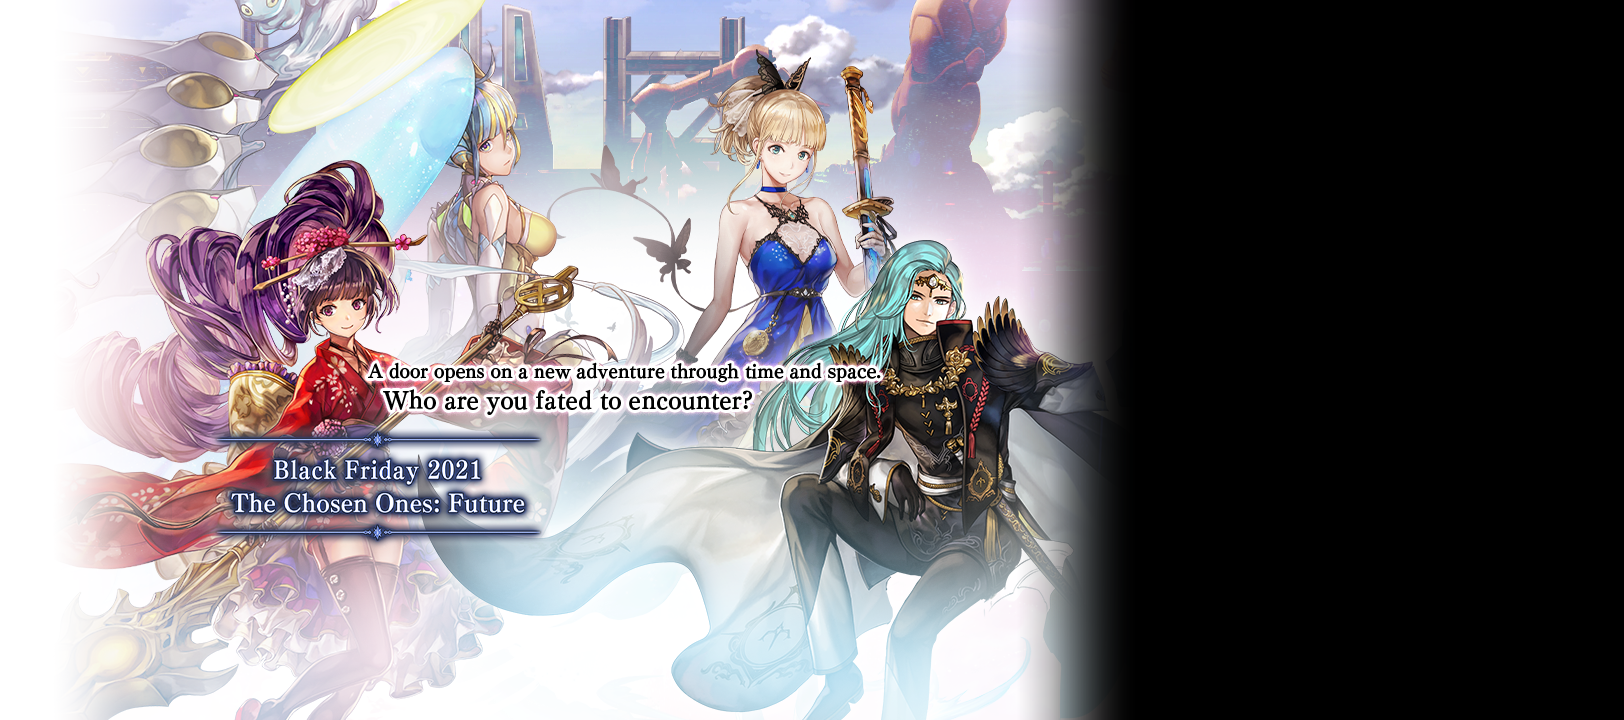 A door opens on a new adventure through time and space.
Who are you fated to encounter?
Black Friday 2021
The Chosen Ones: Future